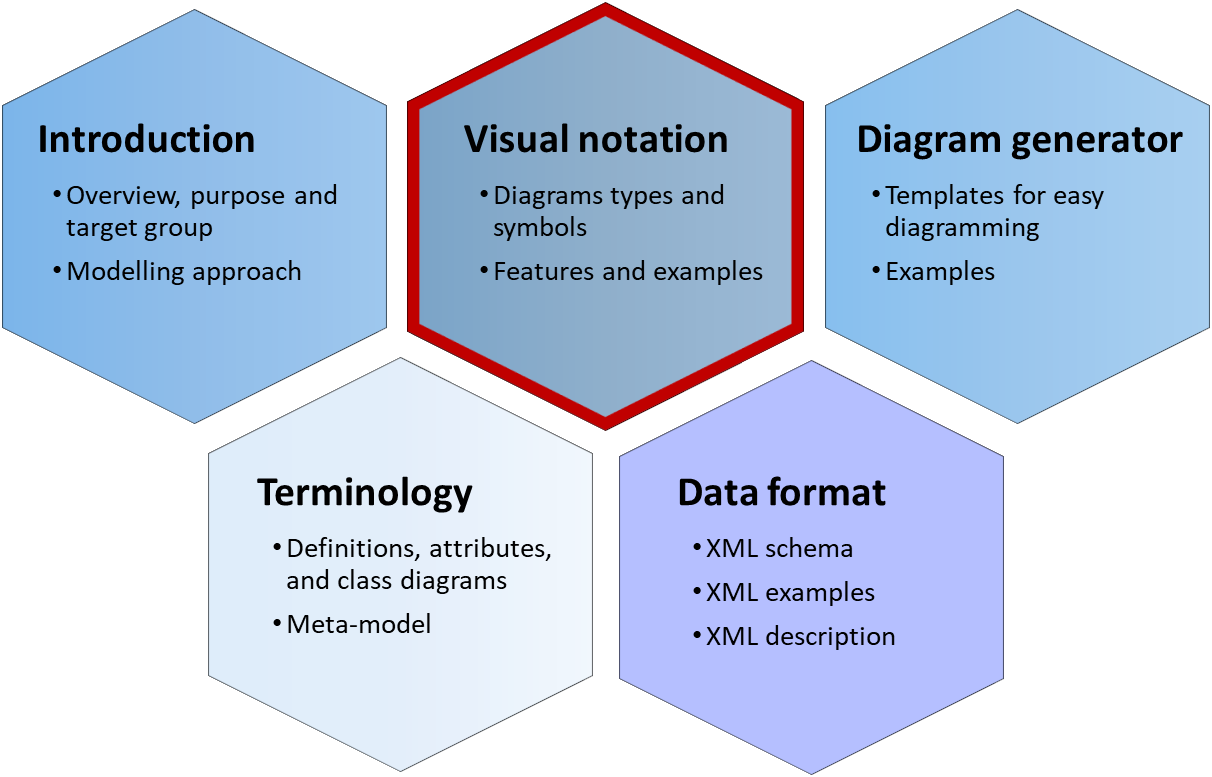 Introduction
• Overview, purpose and
target group
• Modelling approach
Visual notation
• Diagrams types and
symbols
• Features and examples
Diagram generator
• Templates for easy
diagramming
• Examples
Terminology
• Definitions, attributes,
and class diagrams
• Meta-model
Data format
• XML schema
• XML examples
• XML description